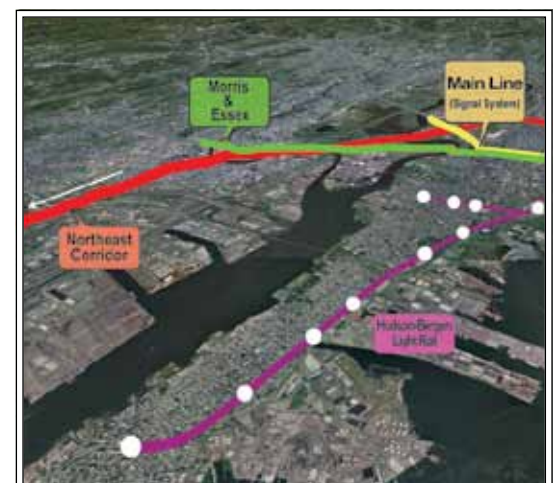 Morris
&
Essex
Main Line
(Signal System)
Northeast
Corridor
Hudson-Bergen
Light Rail